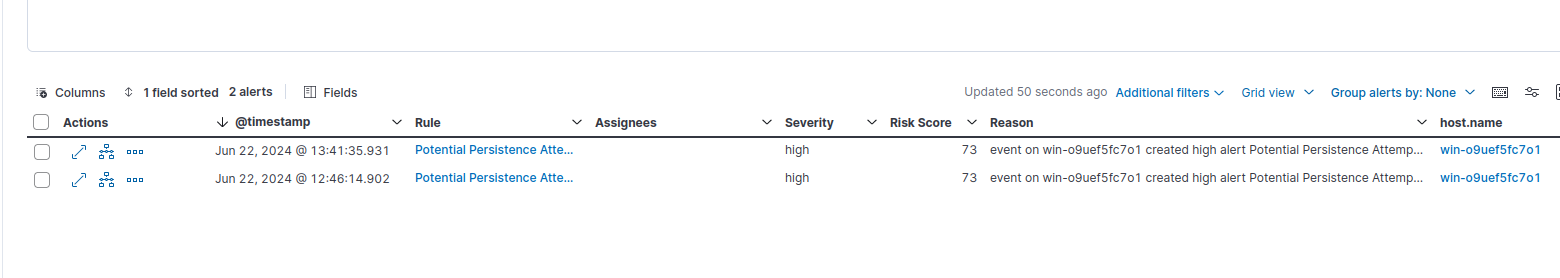 Columns 1 field sorted 2 alerts Fields Updated 50 seconds ago Additional filters Grid view Group alerts by: None
Actions @timestamp Rule Assignees Severity Risk Score Reason host.name
Jun 22, 2024 @ 13:41:35.931 Potential Persistence Atte... high 73 event on win-o9uef5fc7o1 created high alert Potential Persistence Attemp... win-o9uef5fc7o1
Jun 22, 2024 @ 12:46:14.902 Potential Persistence Atte... high 73 event on win-o9uef5fc7o1 created high alert Potential Persistence Attemp... win-o9uef5fc7o1